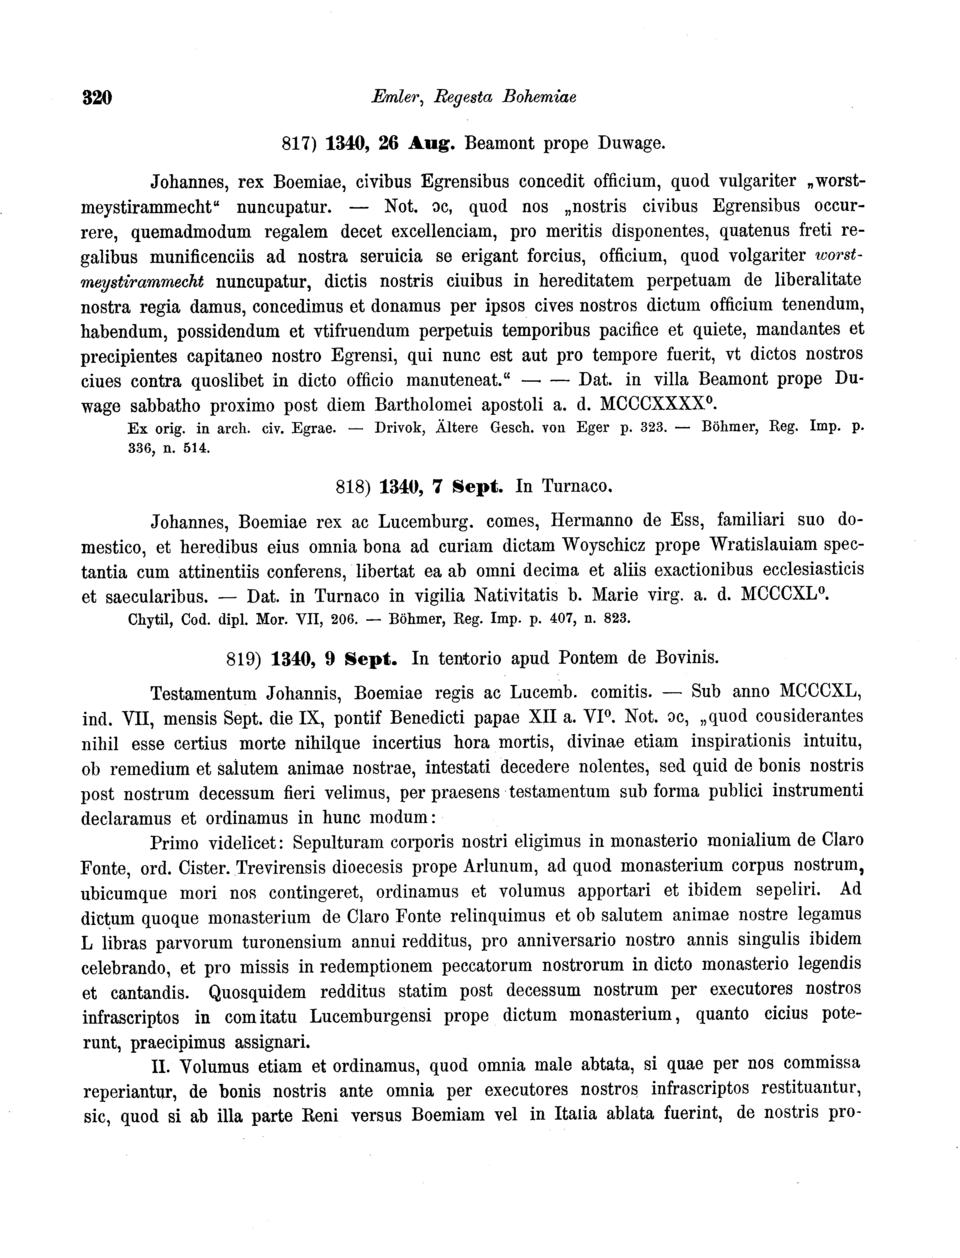 320 Emler, Regesta Bohemiae
817) 1340, 26 Aug. Beamont prope Duwage.
Johannes, rex Boemiae, civibus Egrensibus concedit officium, quod vulgariter „worst-
meystirammecht“ nuncupatur. — Not. ↄc, quod nos „nostris civibus Egrensibus occur-
rere, quemadmodum regalem decet excellenciam, pro meritis disponentes, quatenus freti re-
galibus munificenciis ad nostra seruicia se erigant forcius, officium, quod volgariter worst-
meystirammecht nuncupatur, dictis nostris ciuibus in hereditatem perpetuam de liberalitate
nostra regia damus, concedimus et donamus per ipsos cives nostros dictum officium tenendum,
habendum, possidendum et vtifruendum perpetuis temporibus pacifice et quiete, mandantes et
precipientes capitaneo nostro Egrensi, qui nunc est aut pro tempore fuerit, vt dictos nostros
ciues contra quoslibet in dicto officio manuteneat.“ — — Dat. in villa Beamont prope Du-
wage sabbatho proximo post diem Bartholomei apostoli a. d. MCCCXXXX⁰.
Ex orig. in arch. civ. Egrae. — Drivok, Ältere Gesch. von Eger p. 323. — Böhmer, Reg. Imp. p.
336, n. 514.
818) 1340, 7 Sept. In Turnaco.
Johannes, Boemiae rex ac Lucemburg. comes, Hermanno de Ess, familiari suo do-
mestico, et heredibus eius omnia bona ad curiam dictam Woyschicz prope Wratislauiam spec-
tantia cum attinentiis conferens, libertat ea ab omni decima et aliis exactionibus ecclesiasticis
et saecularibus. — Dat. in Turnaco in vigilia Nativitatis b. Marie virg. a. d. MCCCXL⁰.
Chytil, Cod. dipl. Mor. VII, 206. — Böhmer, Reg. Imp. p. 407, n. 823.
819) 1340, 9 Sept. In tentorio apud Pontem de Bovinis.
Testamentum Johannis, Boemiae regis ac Lucemb. comitis. — Sub anno MCCCXL,
ind. VII, mensis Sept. die IX, pontif Benedicti papae XII a. VI⁰. Not. ↄc, „quod cousiderantes
nihil esse certius morte nihilque incertius hora mortis, divinae etiam inspirationis intuitu,
ob remedium et salutem animae nostrae, intestati decedere nolentes, sed quid de bonis nostris
post nostrum decessum fieri velimus, per praesens testamentum sub forma publici instrumenti
declaramus et ordinamus in hunc modum:
Primo videlicet: Sepulturam corporis nostri eligimus in monasterio monialium de Claro
Fonte, ord. Cister. Trevirensis dioecesis prope Arlunum, ad quod monasterium corpus nostrum,
ubicumque mori nos contingeret, ordinamus et volumus apportari et ibidem sepeliri. Ad
dictum quoque monasterium de Claro Fonte relinquimus et ob salutem animae nostre legamus
L libras parvorum turonensium annui redditus, pro anniversario nostro annis singulis ibidem
celebrando, et pro missis in redemptionem peccatorum nostrorum in dicto monasterio legendis
et cantandis. Quosquidem redditus statim post decessum nostrum per executores nostros
infrascriptos in comitatu Lucemburgensi prope dictum monasterium, quanto cicius pote-
runt, praecipimus assignari.
II. Volumus etiam et ordinamus, quod omnia male abtata, si quae per nos commissa
reperiantur, de bonis nostris ante omnia per executores nostros infrascriptos restituantur,
sic, quod si ab illa parte Reni versus Boemiam vel in Italia ablata fuerint, de nostris pro-